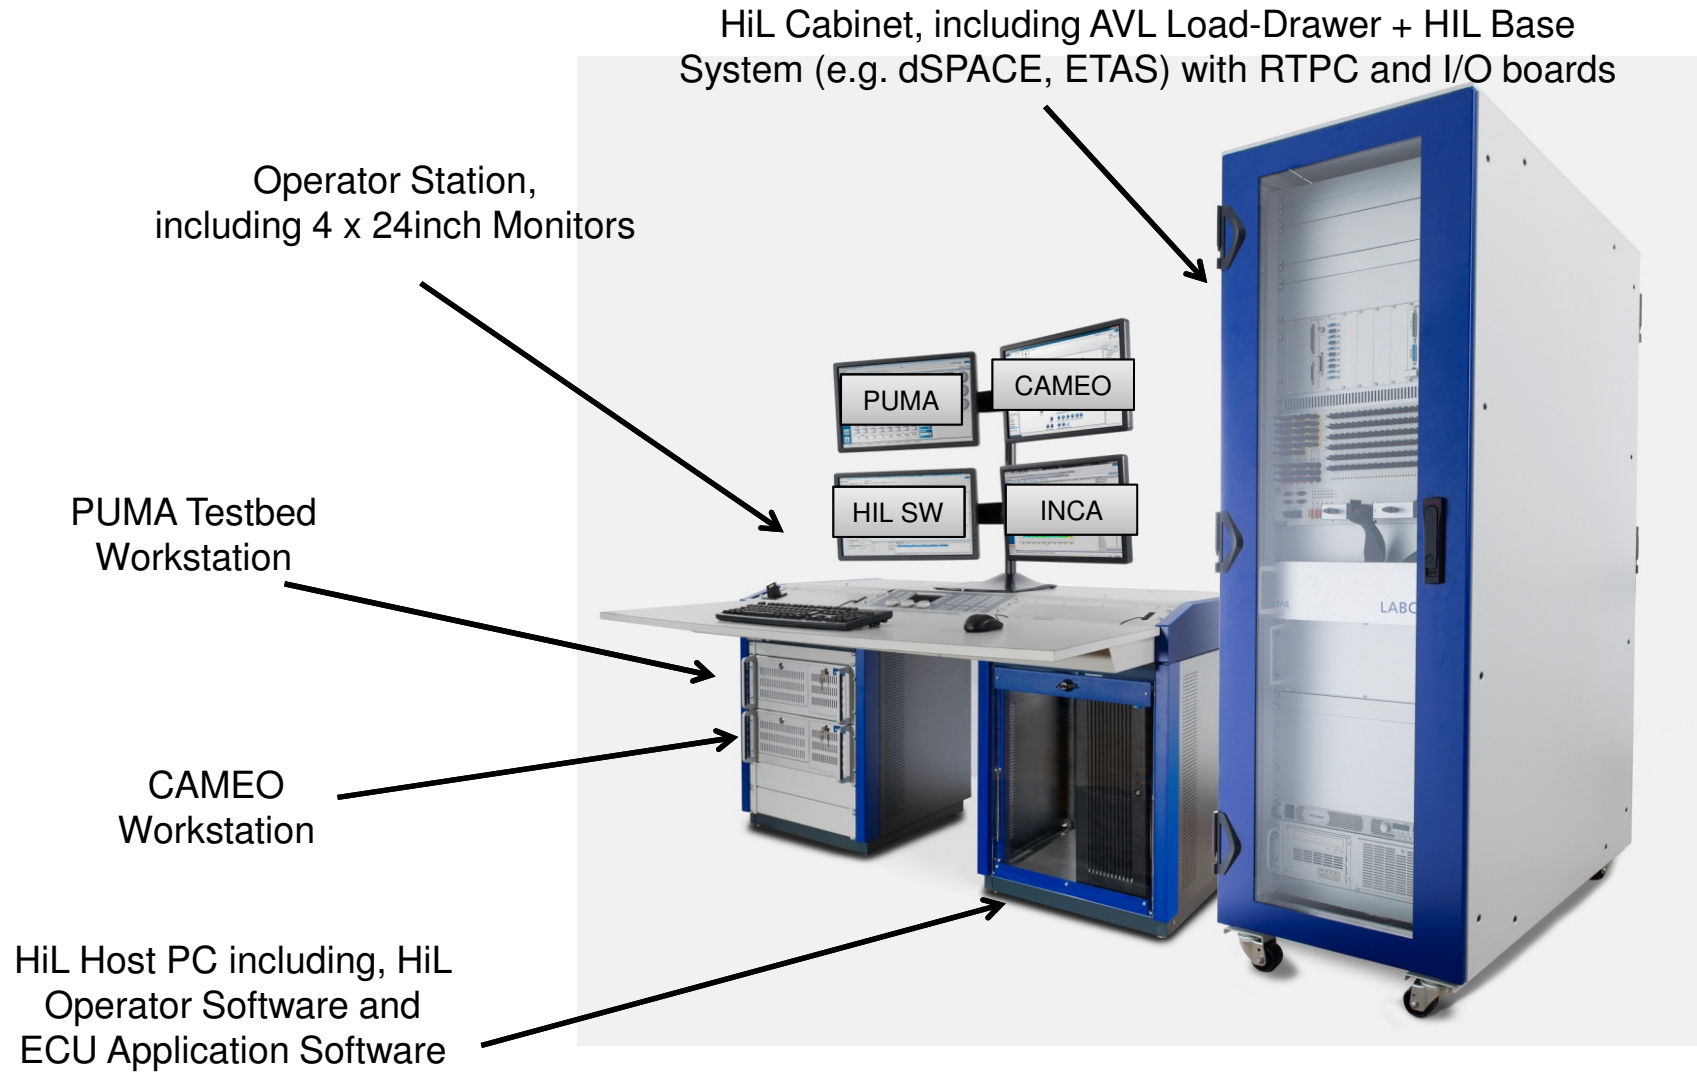 HiL Cabinet, including AVL Load-Drawer + HIL Base
System (e.g. dSPACE, ETAS) with RTPC and I/O boards
Operator Station,
including 4 x 24inch Monitors
PUMA
CAMEO
HIL SW
INCA
PUMA Testbed
Workstation
LABC
CAMEO
Workstation
HiL Host PC including, HiL
Operator Software and
ECU Application Software